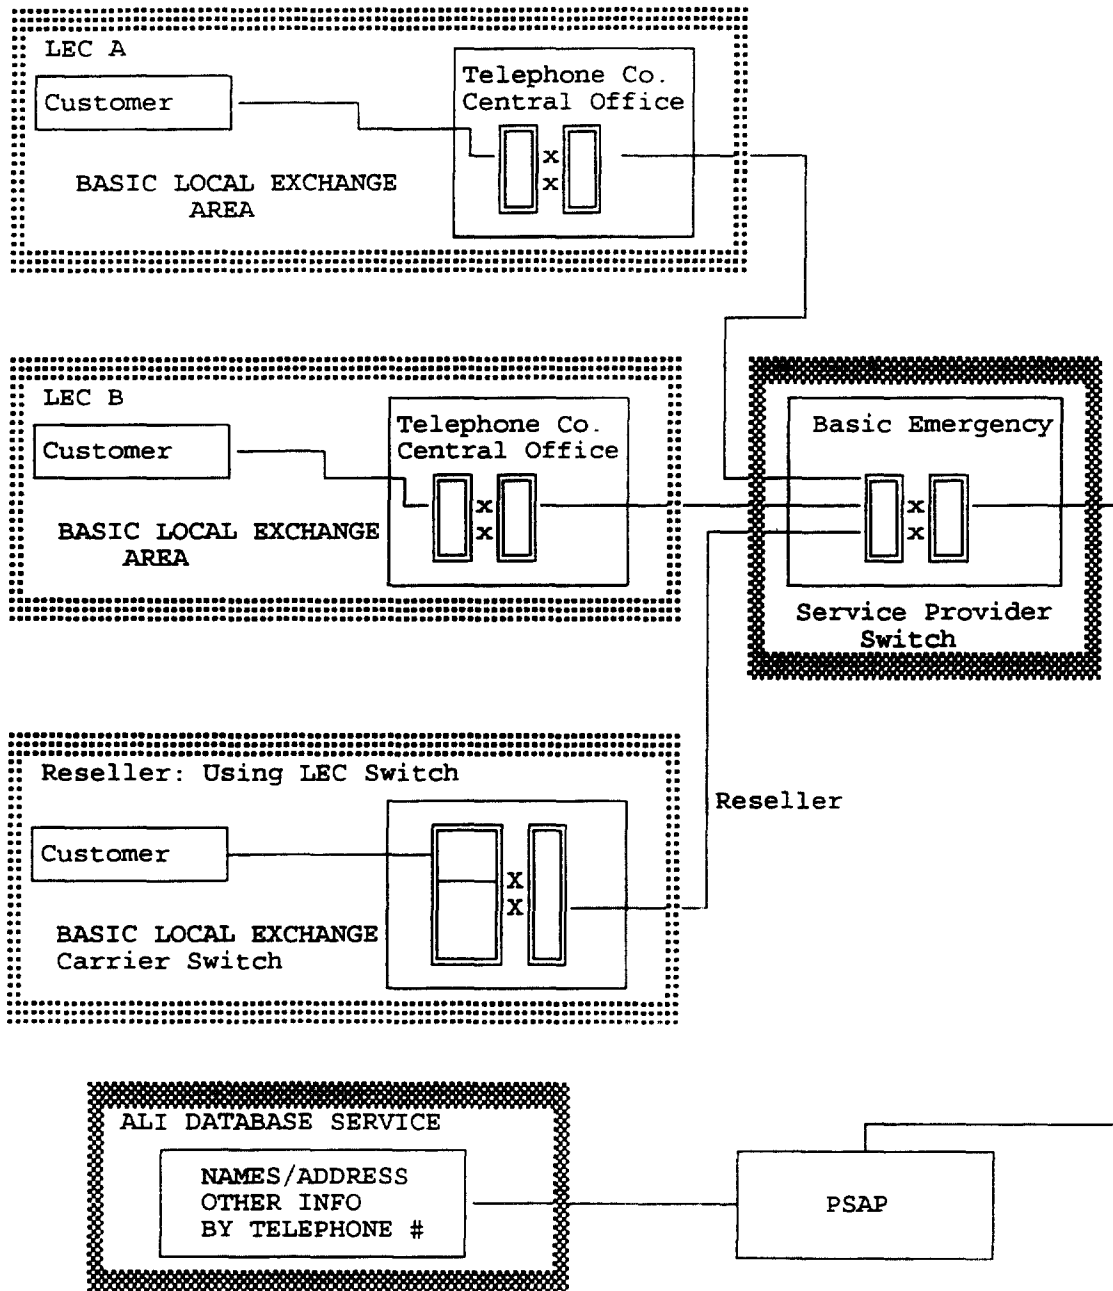 LEC A
Customer
Telephone Co.
Central Office
x
x
BASIC LOCAL EXCHANGE
AREA
LEC B
Customer
Telephone Co.
Central Office
x
x
BASIC LOCAL EXCHANGE
AREA
Basic Emergency
x
x
Service Provider
Switch
Reseller: Using LEC Switch
Customer
X
X
BASIC LOCAL EXCHANGE
Carrier Switch
Reseller
ALI DATABASE SERVICE
NAMES/ADDRESS
OTHER INFO
BY TELEPHONE #
PSAP